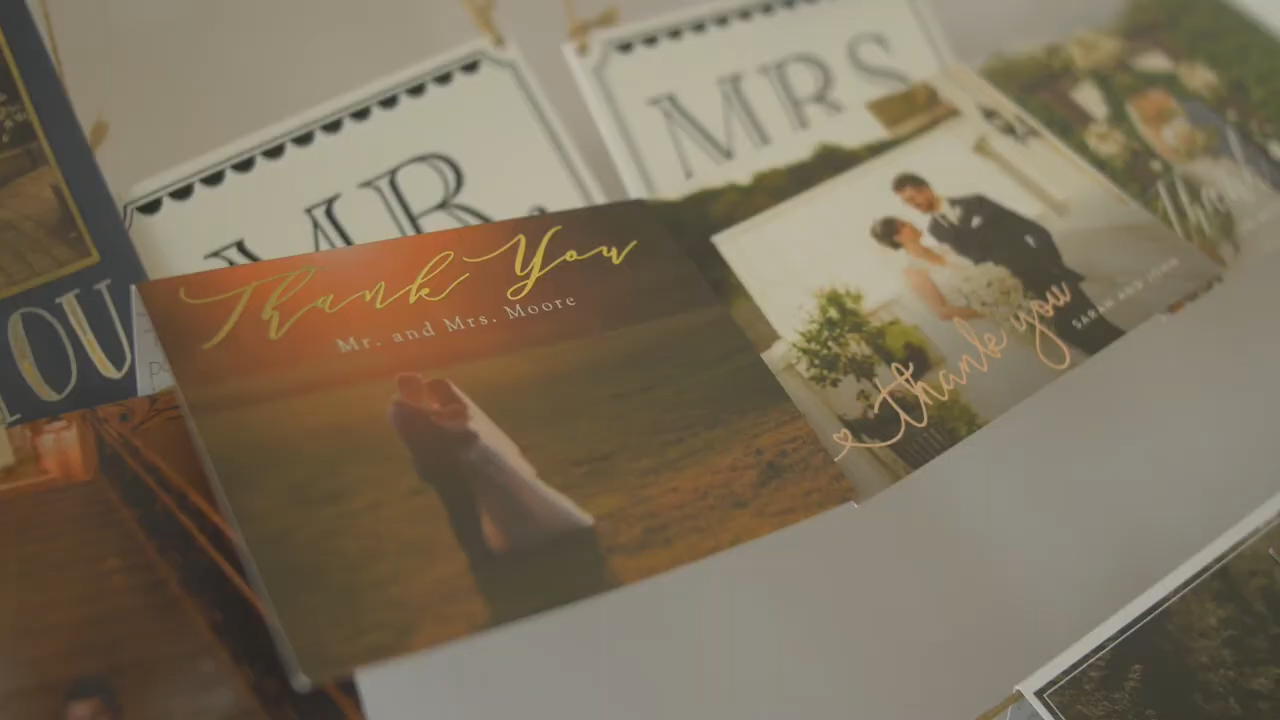 MR.
MRS
Thank You
Mr. and Mrs. Moore
thank you
SARAH AND JOHN
OU